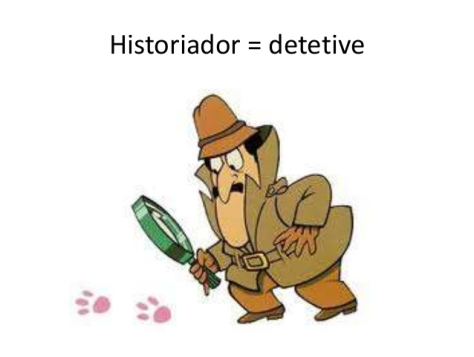 Historiador = detetive